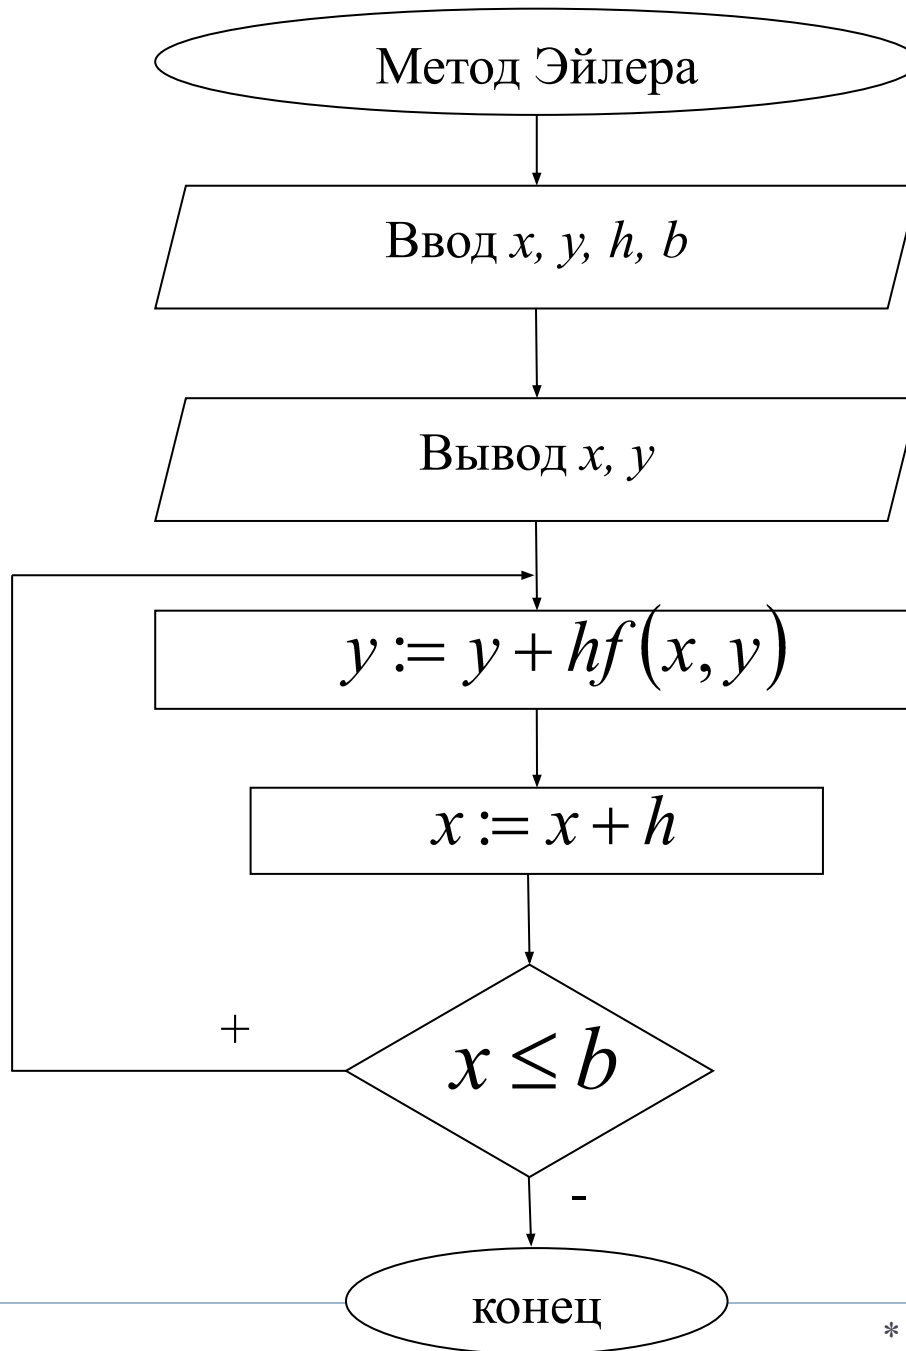 Метод Эйлера
Ввод x, y, h, b
Вывод x, y
y := y + hf(x, y)
x := x + h
+
x ≤ b
-
конец
*